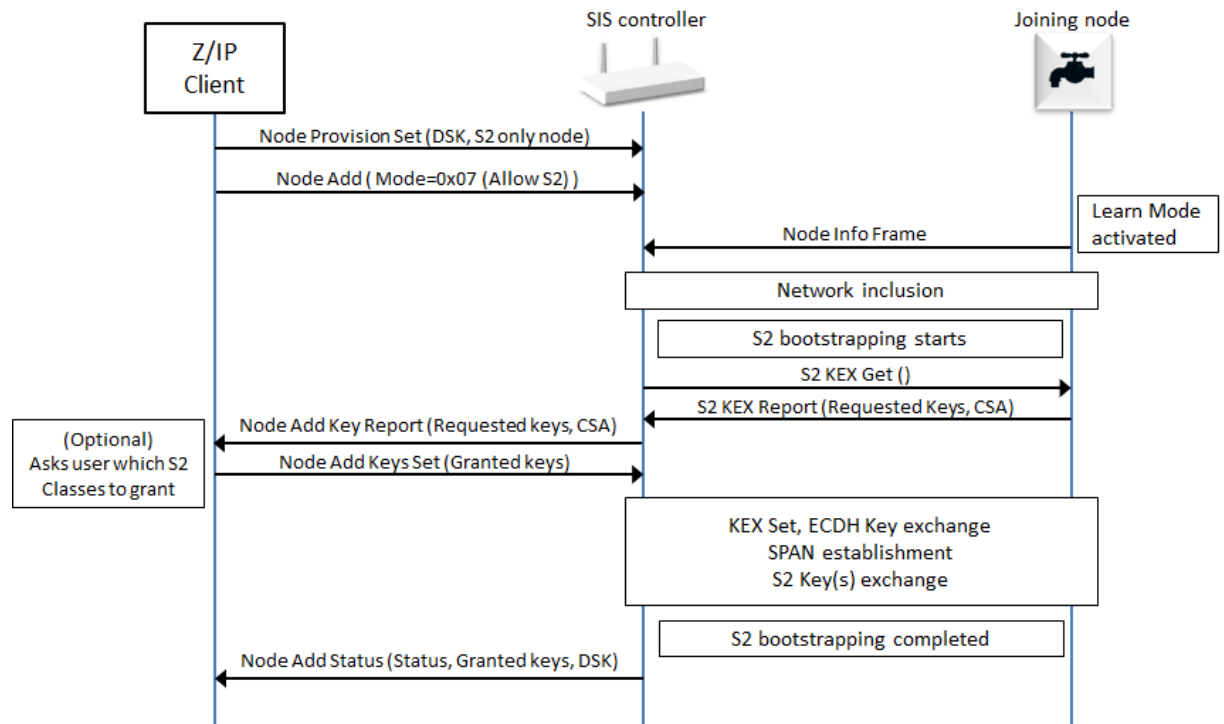 SIS controller
Joining node
Z/IP
Client
Node Provision Set (DSK, S2 only node)
Node Add ( Mode=0x07 (Allow S2) )
Learn Mode
activated
Node Info Frame
Network inclusion
S2 bootstrapping starts
S2 KEX Get ()
S2 KEX Report (Requested Keys, CSA)
Node Add Key Report (Requested keys, CSA)
(Optional)
Asks user which S2
Classes to grant
Node Add Keys Set (Granted keys)
KEX Set, ECDH Key exchange
SPAN establishment
S2 Key(s) exchange
S2 bootstrapping completed
Node Add Status (Status, Granted keys, DSK)